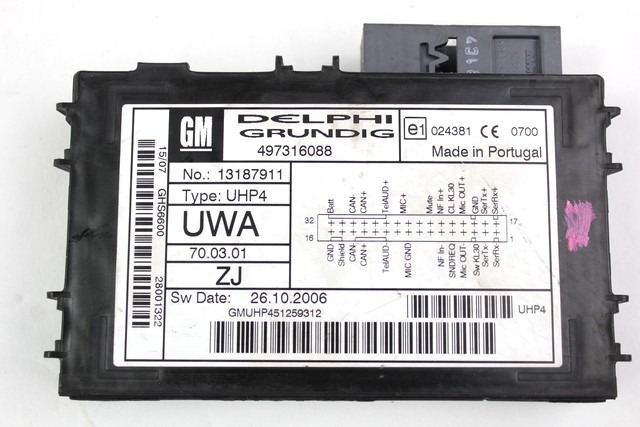 GM
DELPHI
GRUNDIG
497316088
e1 024381 CE 0700
Made in Portugal
15/07 GHS6600 28001322
No.: 13187911
Type: UHP4
UWA
70.03.01
ZJ
Batt CAN- CAN+ TelAUD+ MIC+ Mute NF In+ CL KL30 Mic OUT+ GND SerTx+ SerRx+
32 17
16 1
GND Shield CAN- CAN+ TelAUD- MIC GND NF In- SNDREQ Mic OUT- Sw KL30 SerTx- SerRx-
Sw Date: 26.10.2006
GMUHP451259312
UHP4